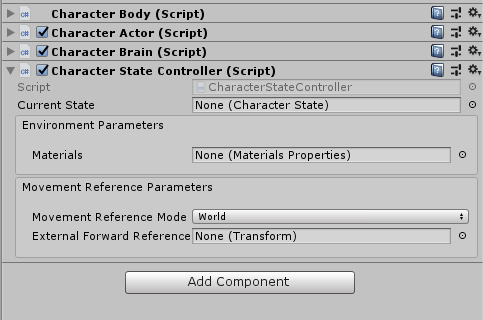 Character Body (Script)
Character Actor (Script)
Character Brain (Script)
Character State Controller (Script)
Script CharacterStateController
Current State None (Character State)
Environment Parameters
Materials None (Materials Properties)
Movement Reference Parameters
Movement Reference Mode World
External Forward Reference None (Transform)
Add Component